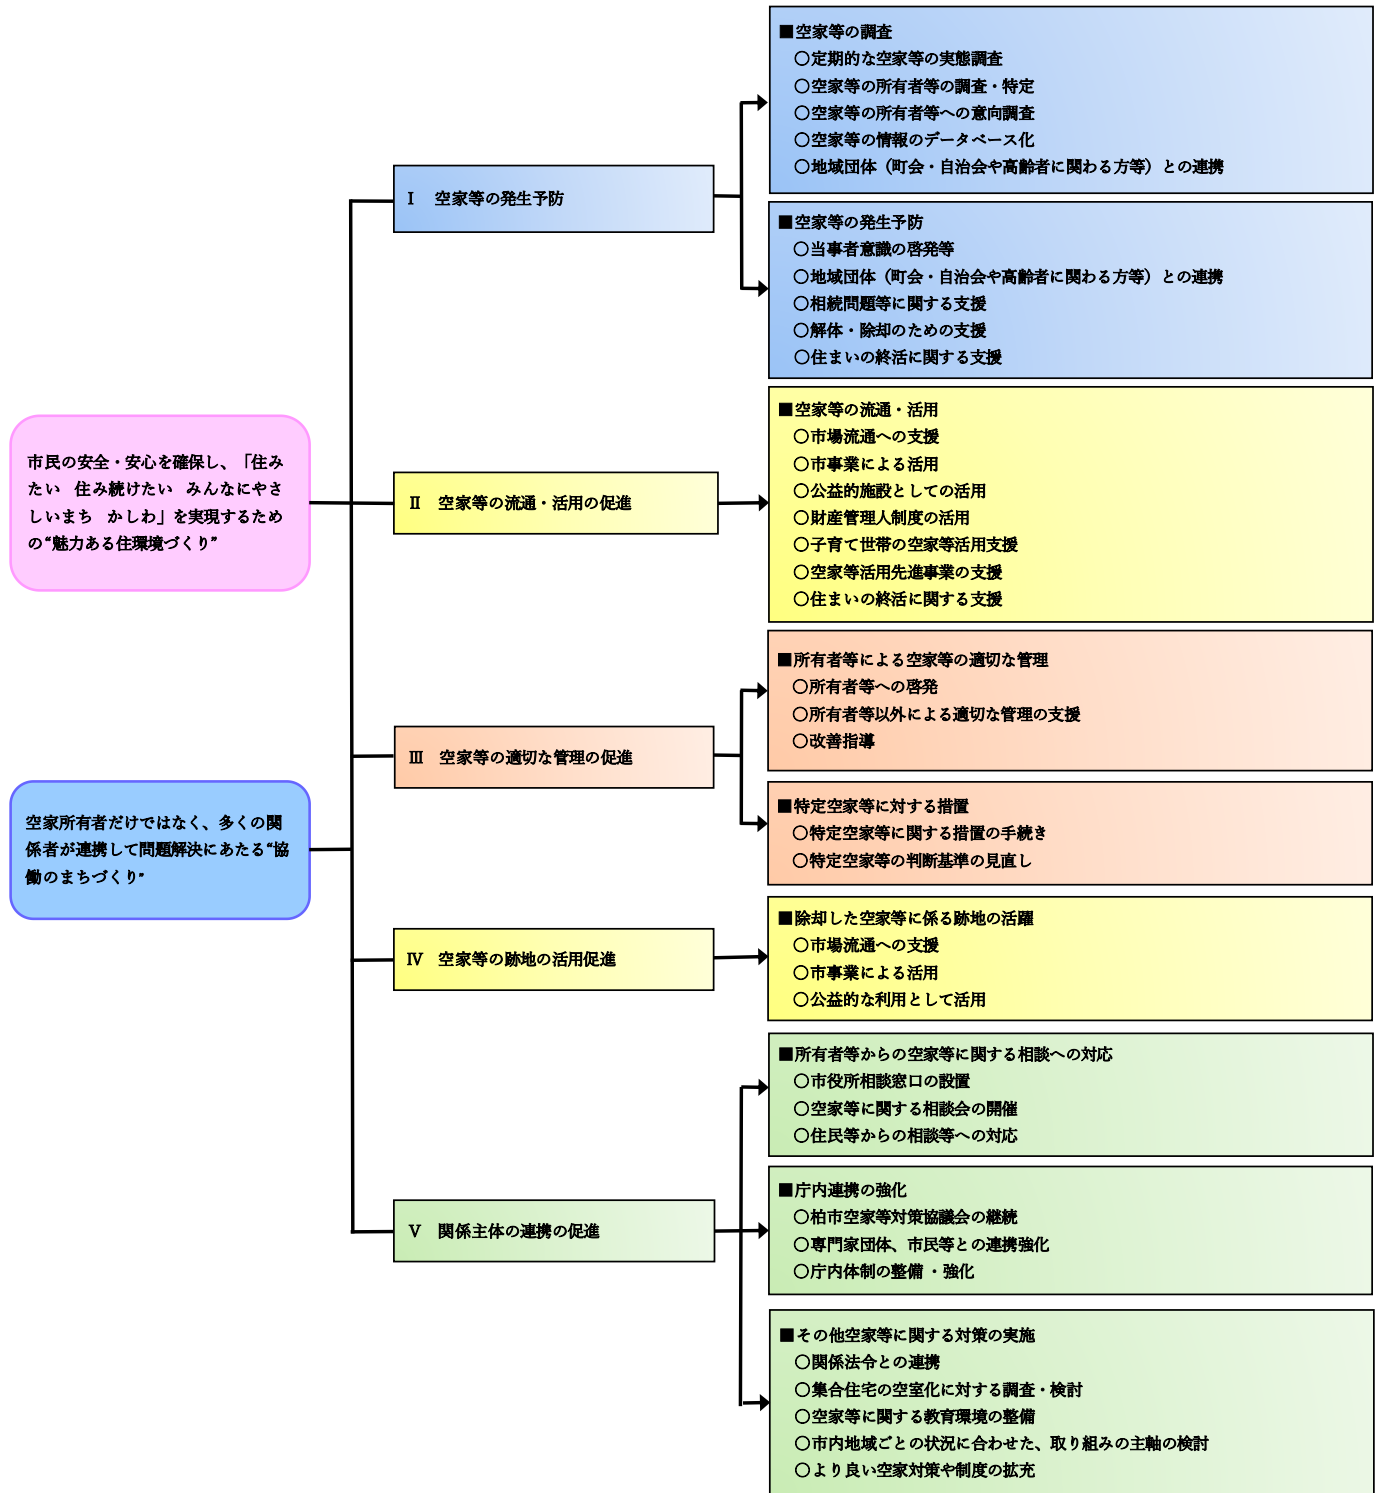 市民の安全・安心を確保し、「住み
たい 住み続けたい みんなにやさ
しいまち かしわ」を実現するため
の“魅力ある住環境づくり”
空家所有者だけではなく、多くの関
係者が連携して問題解決にあたる“協
働のまちづくり”
Ⅰ 空家等の発生予防
■空家等の調査
○定期的な空家等の実態調査
○空家等の所有者等の調査・特定
○空家等の所有者等への意向調査
○空家等の情報のデータベース化
○地域団体（町会・自治会や高齢者に関わる方等）との連携
■空家等の発生予防
○当事者意識の啓発等
○地域団体（町会・自治会や高齢者に関わる方等）との連携
○相続問題等に関する支援
○解体・除却のための支援
○住まいの終活に関する支援
Ⅱ 空家等の流通・活用の促進
■空家等の流通・活用
○市場流通への支援
○市事業による活用
○公益的施設としての活用
○財産管理人制度の活用
○子育て世帯の空家等活用支援
○空家等活用先進事業の支援
○住まいの終活に関する支援
Ⅲ 空家等の適切な管理の促進
■所有者等による空家等の適切な管理
○所有者等への啓発
○所有者等以外による適切な管理の支援
○改善指導
■特定空家等に対する措置
○特定空家等に関する措置の手続き
○特定空家等の判断基準の見直し
Ⅳ 空家等の跡地の活用促進
■除却した空家等に係る跡地の活躍
○市場流通への支援
○市事業による活用
○公益的な利用として活用
Ⅴ 関係主体の連携の促進
■所有者等からの空家等に関する相談への対応
○市役所相談窓口の設置
○空家等に関する相談会の開催
○住民等からの相談等への対応
■庁内連携の強化
○柏市空家等対策協議会の継続
○専門家団体、市民等との連携強化
○庁内体制の整備・強化
■その他空家等に関する対策の実施
○関係法令との連携
○集合住宅の空室化に対する調査・検討
○空家等に関する教育環境の整備
○市内地域ごとの状況に合わせた、取り組みの主軸の検討
○より良い空家対策や制度の拡充